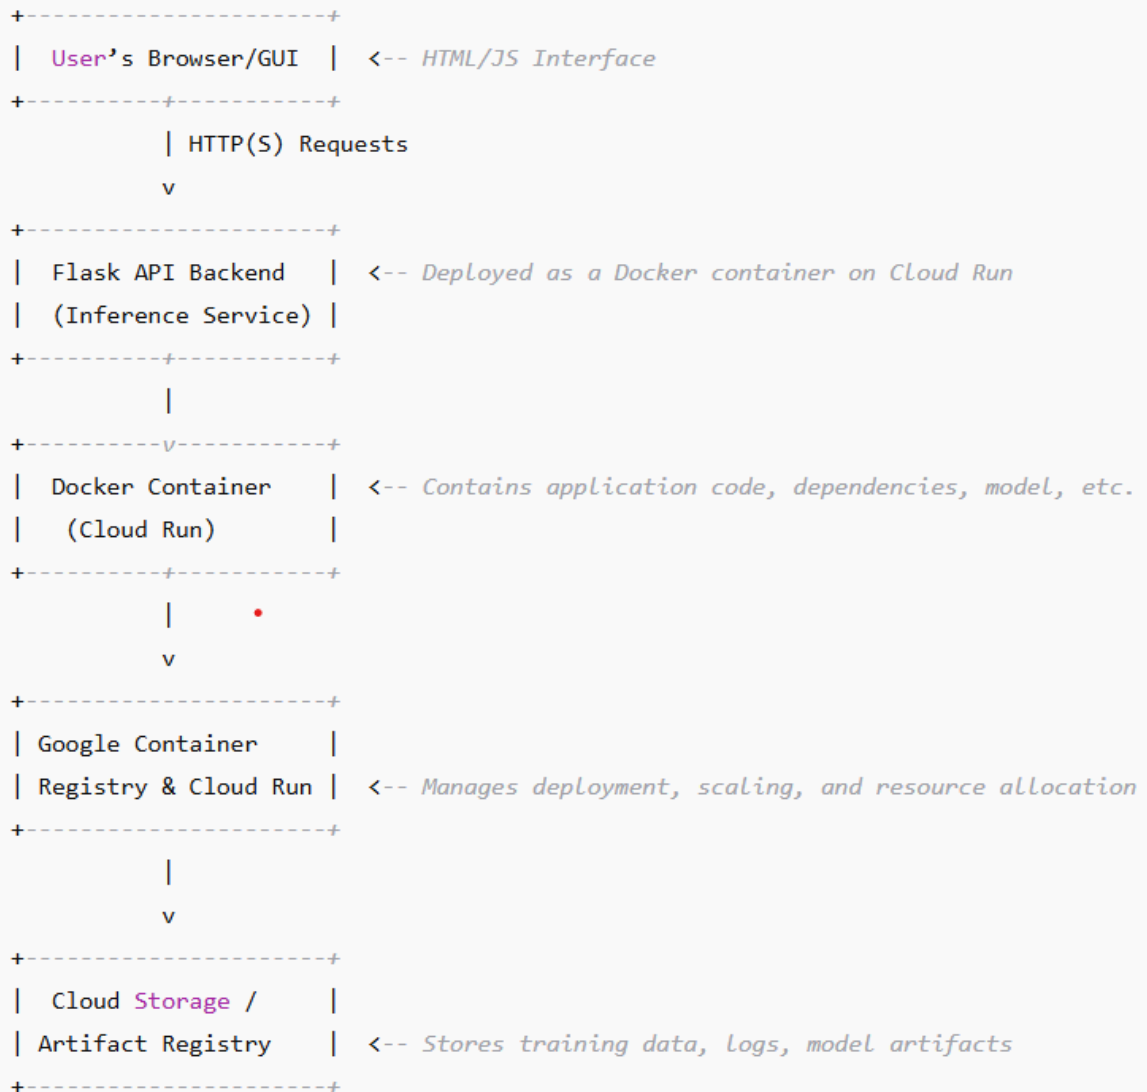 +----------------------+
|  User’s Browser/GUI  |  <-- HTML/JS Interface
+----------+-----------+
           | HTTP(S) Requests
           v
+----------------------+
|  Flask API Backend   |  <-- Deployed as a Docker container on Cloud Run
|  (Inference Service) |
+----------+-----------+
           |
+----------v-----------+
|  Docker Container    |  <-- Contains application code, dependencies, model, etc.
|   (Cloud Run)        |
+----------+-----------+
           |
           v
+----------------------+
| Google Container     |
| Registry & Cloud Run |  <-- Manages deployment, scaling, and resource allocation
+----------------------+
           |
           v
+----------------------+
|  Cloud Storage /     |
| Artifact Registry    |  <-- Stores training data, logs, model artifacts
+----------------------+